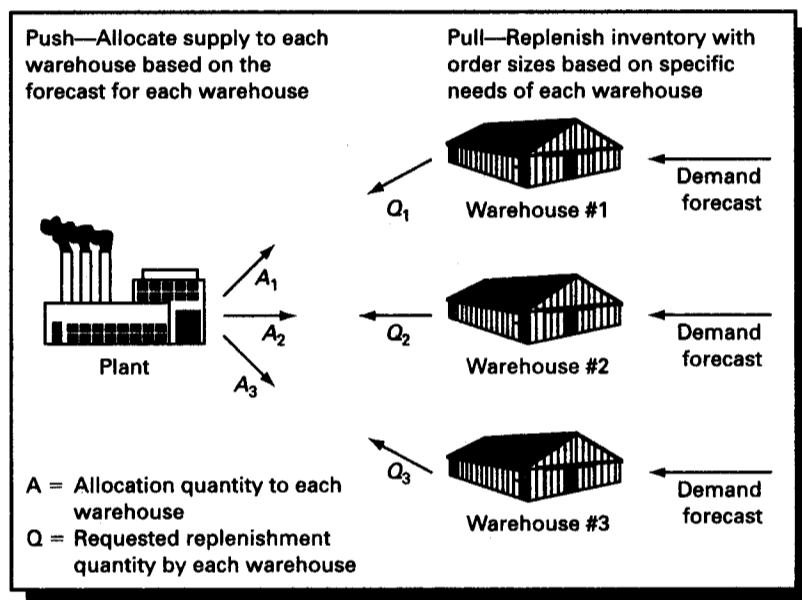 Push—Allocate supply to each
warehouse based on the
forecast for each warehouse
Pull—Replenish inventory with
order sizes based on specific
needs of each warehouse
Q1
Warehouse #1
Demand
forecast
A1
A2
A3
Plant
Q2
Warehouse #2
Demand
forecast
Q3
Warehouse #3
Demand
forecast
A = Allocation quantity to each
warehouse
Q = Requested replenishment
quantity by each warehouse